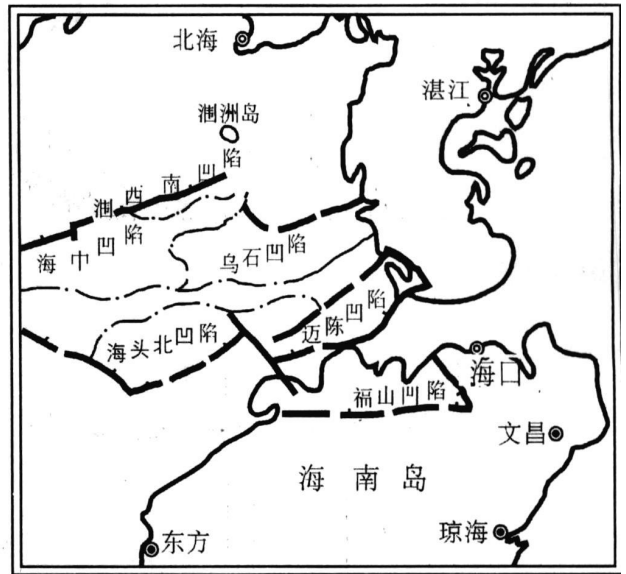 北海
湛江
涠洲岛
涠西南凹陷
海中凹陷
乌石凹陷
海头北凹陷
迈陈凹陷
福山凹陷
海口
文昌
海南岛
东方
琼海